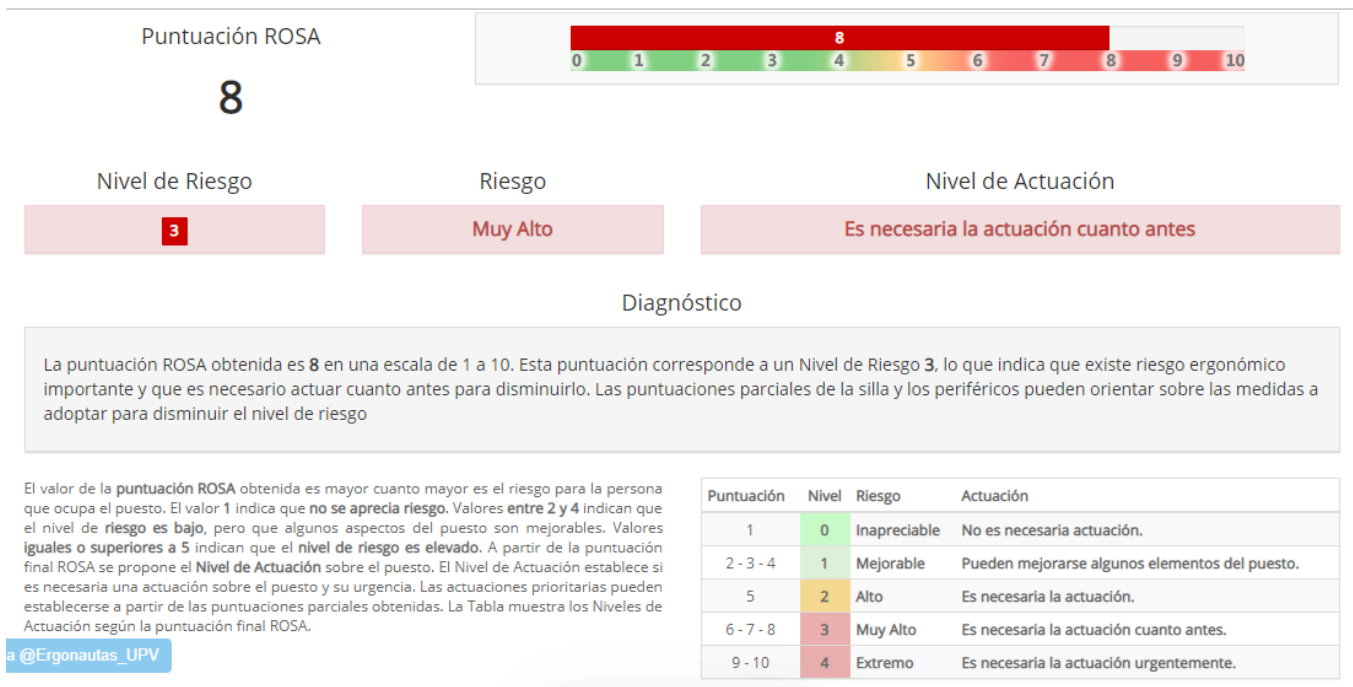 Puntuación ROSA
8
8
0 1 2 3 4 5 6 7 8 9 10
Nivel de Riesgo
Riesgo
Nivel de Actuación
3
Muy Alto
Es necesaria la actuación cuanto antes
Diagnóstico
La puntuación ROSA obtenida es 8 en una escala de 1 a 10. Esta puntuación corresponde a un Nivel de Riesgo 3, lo que indica que existe riesgo ergonómico
importante y que es necesario actuar cuanto antes para disminuirlo. Las puntuaciones parciales de la silla y los periféricos pueden orientar sobre las medidas a
adoptar para disminuir el nivel de riesgo
El valor de la puntuación ROSA obtenida es mayor cuanto mayor es el riesgo para la persona
que ocupa el puesto. El valor 1 indica que no se aprecia riesgo. Valores entre 2 y 4 indican que
el nivel de riesgo es bajo, pero que algunos aspectos del puesto son mejorables. Valores
iguales o superiores a 5 indican que el nivel de riesgo es elevado. A partir de la puntuación
final ROSA se propone el Nivel de Actuación sobre el puesto. El Nivel de Actuación establece si
es necesaria una actuación sobre el puesto y su urgencia. Las actuaciones prioritarias pueden
establecerse a partir de las puntuaciones parciales obtenidas. La Tabla muestra los Niveles de
Actuación según la puntuación final ROSA.
a @Ergonautas_UPV
Puntuación Nivel Riesgo Actuación
1 0 Inapreciable No es necesaria actuación.
2 - 3 - 4 1 Mejorable Pueden mejorarse algunos elementos del puesto.
5 2 Alto Es necesaria la actuación.
6 - 7 - 8 3 Muy Alto Es necesaria la actuación cuanto antes.
9 - 10 4 Extremo Es necesaria la actuación urgentemente.